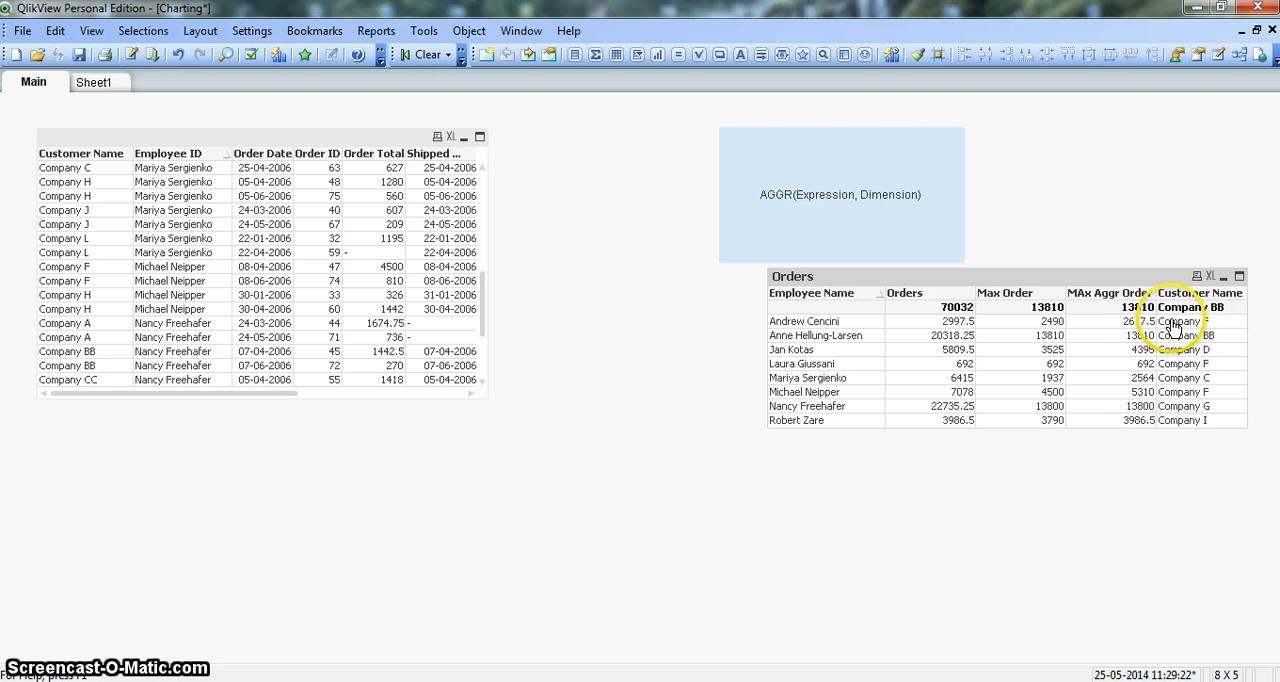 QlikView Personal Edition - [Charting*]
File Edit View Selections Layout Settings Bookmarks Reports Tools Object Window Help
Clear
Main Sheet1
XL
Customer Name Employee ID Order Date Order ID Order Total Shipped ...
Company C Mariya Sergienko 25-04-2006 63 627 25-04-2006
Company H Mariya Sergienko 05-04-2006 48 1280 05-04-2006
Company H Mariya Sergienko 05-06-2006 75 560 05-06-2006
Company J Mariya Sergienko 24-03-2006 40 607 24-03-2006
Company J Mariya Sergienko 24-05-2006 67 209 24-05-2006
Company L Mariya Sergienko 22-01-2006 32 1195 22-01-2006
Company L Mariya Sergienko 22-04-2006 59 - 22-04-2006
Company F Michael Neipper 08-04-2006 47 4500 08-04-2006
Company F Michael Neipper 08-06-2006 74 810 08-06-2006
Company H Michael Neipper 30-01-2006 33 326 31-01-2006
Company H Michael Neipper 30-04-2006 60 1442 30-04-2006
Company A Nancy Freehafer 24-03-2006 44 1674.75 -
Company A Nancy Freehafer 24-05-2006 71 736 -
Company BB Nancy Freehafer 07-04-2006 45 1442.5 07-04-2006
Company BB Nancy Freehafer 07-06-2006 72 270 07-06-2006
Company CC Nancy Freehafer 05-04-2006 55 1418 05-04-2006
AGGR(Expression, Dimension)
Orders XL
Employee Name Orders Max Order MAx Aggr Order Customer Name
70032 13810 13810 Company BB
Andrew Cencini 2997.5 2490 Company F
Anne Hellung-Larsen 20318.25 13810 13810 Company BB
Jan Kotas 5809.5 3525 4395 Company D
Laura Giussani 692 692 692 Company F
Mariya Sergienko 6415 1937 2564 Company C
Michael Neipper 7078 4500 5310 Company F
Nancy Freehafer 22735.25 13800 13800 Company G
Robert Zare 3986.5 3790 3986.5 Company I
Screencast-O-Matic.com
For Help, press F1
25-05-2014 11:29:22* 8 X 5